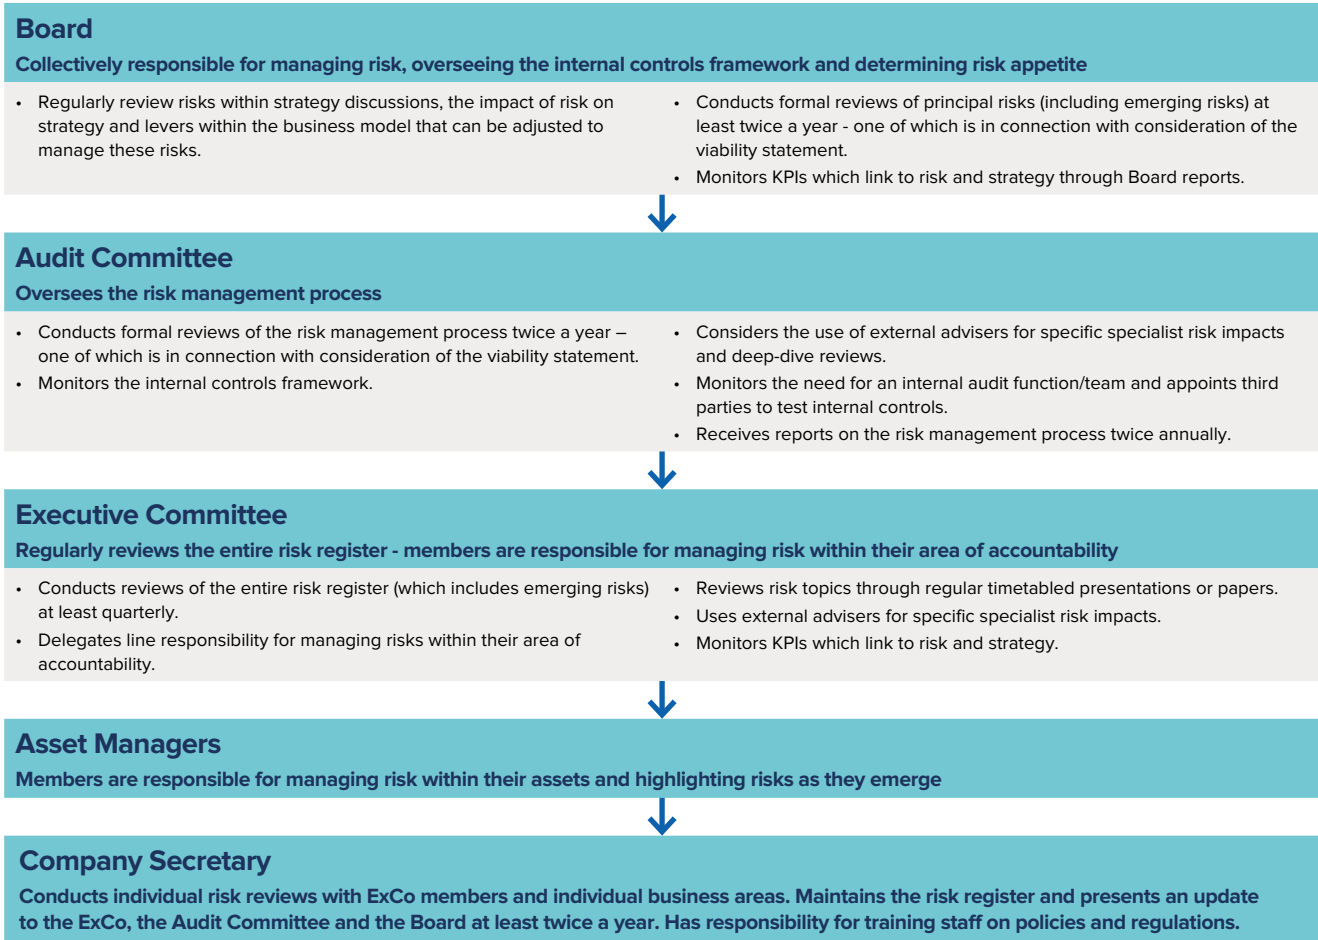 Board
Collectively responsible for managing risk, overseeing the internal controls framework and determining risk appetite
• Regularly review risks within strategy discussions, the impact of risk on
strategy and levers within the business model that can be adjusted to
manage these risks.
• Conducts formal reviews of principal risks (including emerging risks) at
least twice a year - one of which is in connection with consideration of the
viability statement.
• Monitors KPIs which link to risk and strategy through Board reports.
Audit Committee
Oversees the risk management process
• Conducts formal reviews of the risk management process twice a year –
one of which is in connection with consideration of the viability statement.
• Monitors the internal controls framework.
• Considers the use of external advisers for specific specialist risk impacts
and deep-dive reviews.
• Monitors the need for an internal audit function/team and appoints third
parties to test internal controls.
• Receives reports on the risk management process twice annually.
Executive Committee
Regularly reviews the entire risk register - members are responsible for managing risk within their area of accountability
• Conducts reviews of the entire risk register (which includes emerging risks)
at least quarterly.
• Delegates line responsibility for managing risks within their area of
accountability.
• Reviews risk topics through regular timetabled presentations or papers.
• Uses external advisers for specific specialist risk impacts.
• Monitors KPIs which link to risk and strategy.
Asset Managers
Members are responsible for managing risk within their assets and highlighting risks as they emerge
Company Secretary
Conducts individual risk reviews with ExCo members and individual business areas. Maintains the risk register and presents an update
to the ExCo, the Audit Committee and the Board at least twice a year. Has responsibility for training staff on policies and regulations.